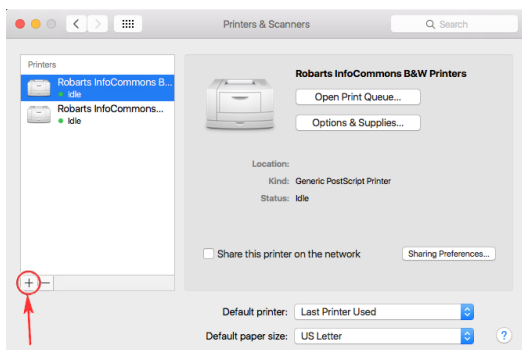 Printers & Scanners
Search
Printers
Robarts InfoCommons B...
Idle
Robarts InfoCommons...
Idle
+ −
Robarts InfoCommons B&W Printers
Open Print Queue...
Options & Supplies...
Location:
Kind: Generic PostScript Printer
Status: Idle
Share this printer on the network
Sharing Preferences...
Default printer: Last Printer Used
Default paper size: US Letter
?